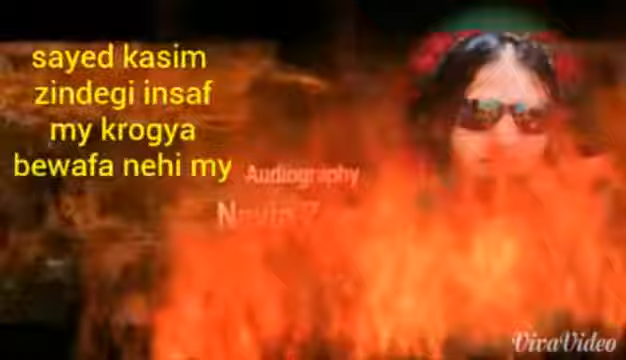 sayed kasim
zindegi insaf
my krogya
bewafa nehi my
Audiography
VivaVideo